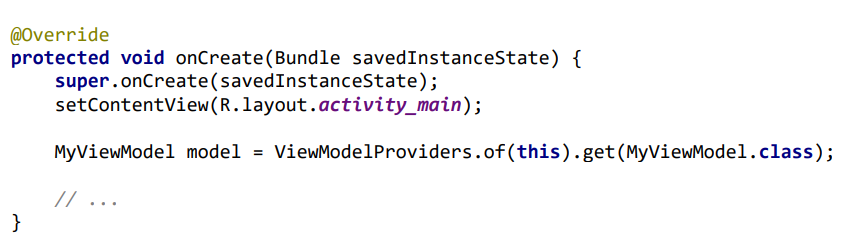 @Override
protected void onCreate(Bundle savedInstanceState) {
    super.onCreate(savedInstanceState);
    setContentView(R.layout.activity_main);

    MyViewModel model = ViewModelProviders.of(this).get(MyViewModel.class);

    // ...
}